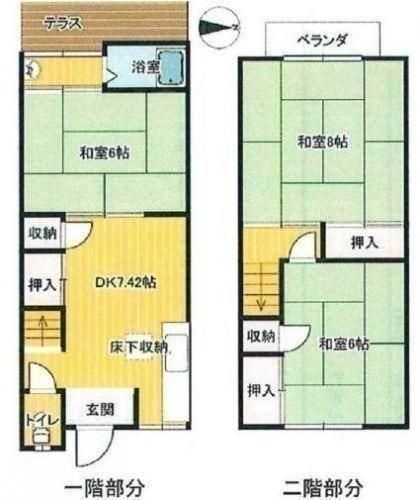 テラス
浴室
和室6帖
収納
押入
DK7.42帖
床下収納
トイレ
玄関
一階部分
N
ベランダ
和室8帖
押入
収納
和室6帖
押入
二階部分